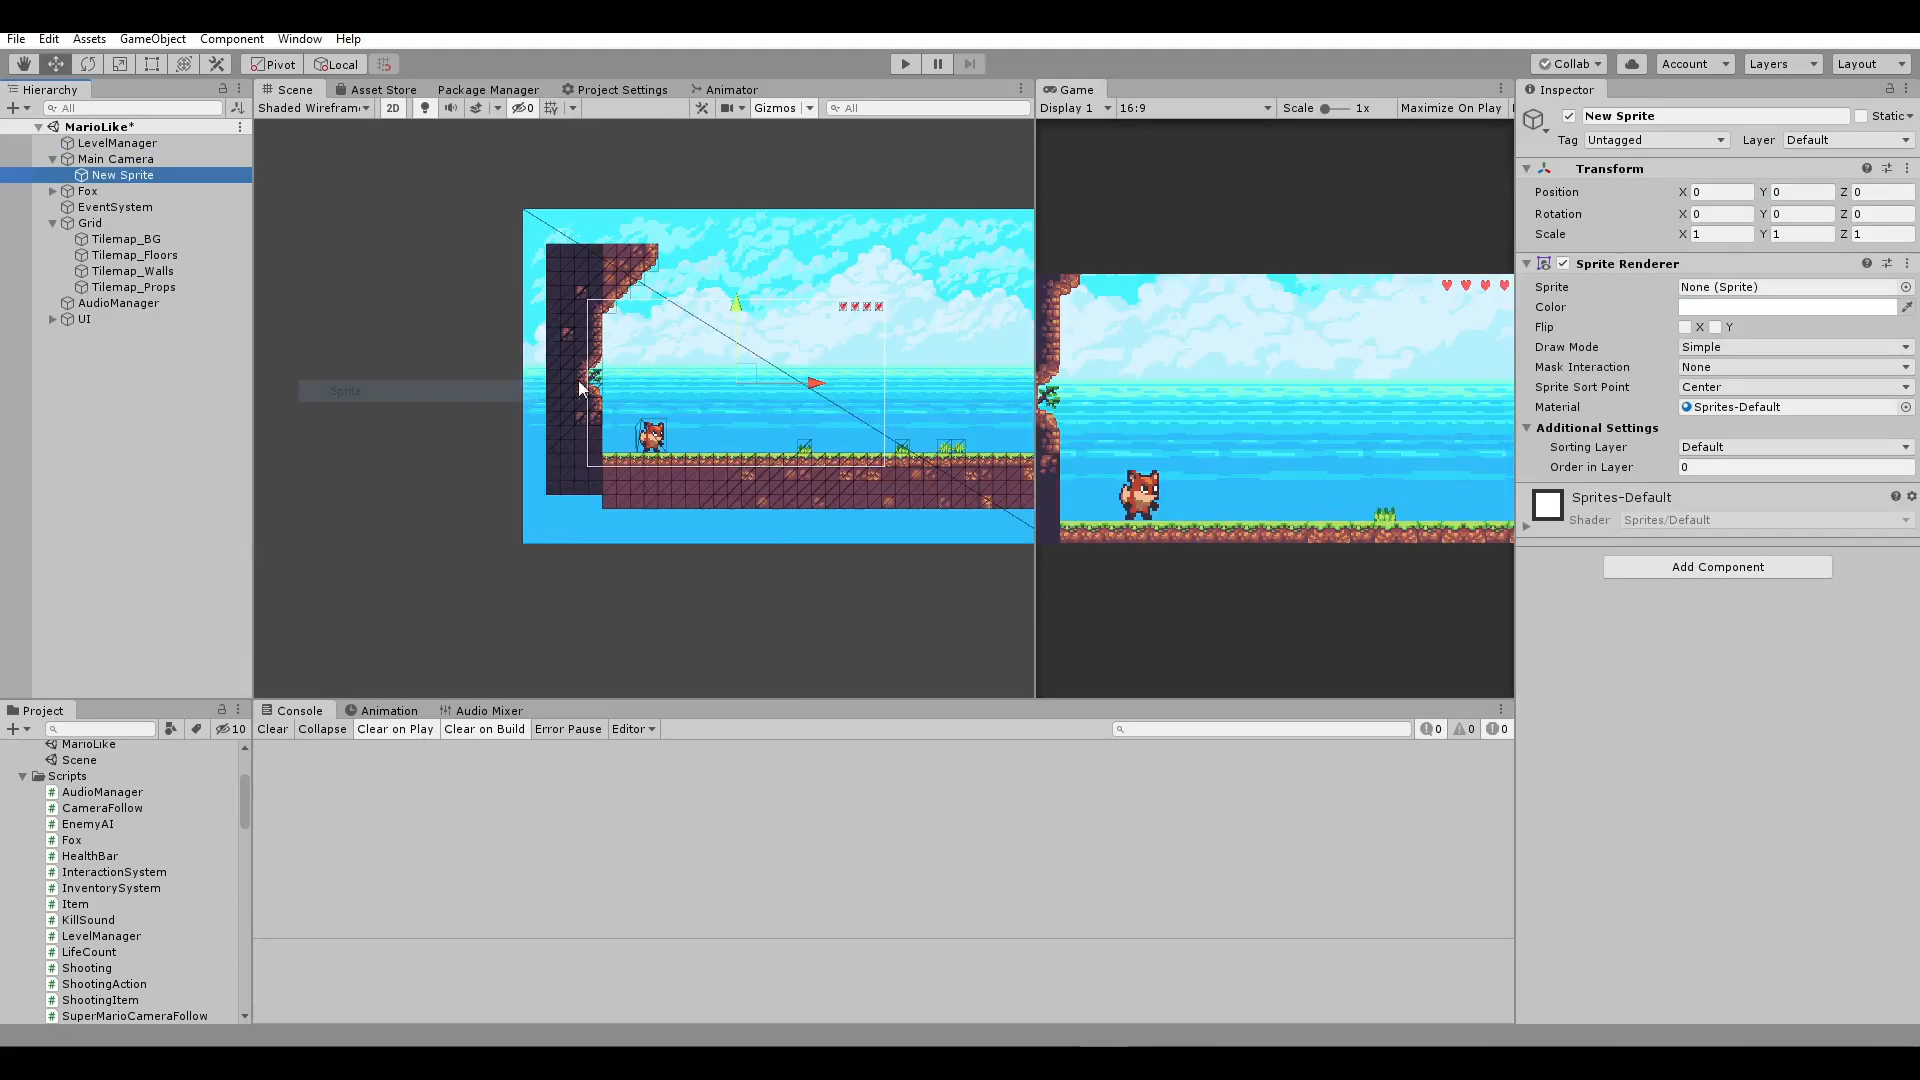 File Edit Assets GameObject Component Window Help
Pivot Local Collab Account Layers Layout
Hierarchy
All
MarioLike*
LevelManager
Main Camera
New Sprite
Fox
EventSystem
Grid
Tilemap_BG
Tilemap_Floors
Tilemap_Walls
Tilemap_Props
AudioManager
UI
Scene Asset Store Package Manager Project Settings Animator
Shaded Wirefram 2D 0 Gizmos All
Sprite
Game
Display 1 16:9 Scale 1x Maximize On Play
Inspector
New Sprite Static
Tag Untagged Layer Default
Transform
Position X 0 Y 0 Z 0
Rotation X 0 Y 0 Z 0
Scale X 1 Y 1 Z 1
Sprite Renderer
Sprite None (Sprite)
Color
Flip X Y
Draw Mode Simple
Mask Interaction None
Sprite Sort Point Center
Material Sprites-Default
Additional Settings
Sorting Layer Default
Order in Layer 0
Sprites-Default
Shader Sprites/Default
Add Component
Project
10
MarioLike
Scene
Scripts
AudioManager
CameraFollow
EnemyAI
Fox
HealthBar
InteractionSystem
InventorySystem
Item
KillSound
LevelManager
LifeCount
Shooting
ShootingAction
ShootingItem
SuperMarioCameraFollow
Console Animation Audio Mixer
Clear Collapse Clear on Play Clear on Build Error Pause Editor 0 0 0